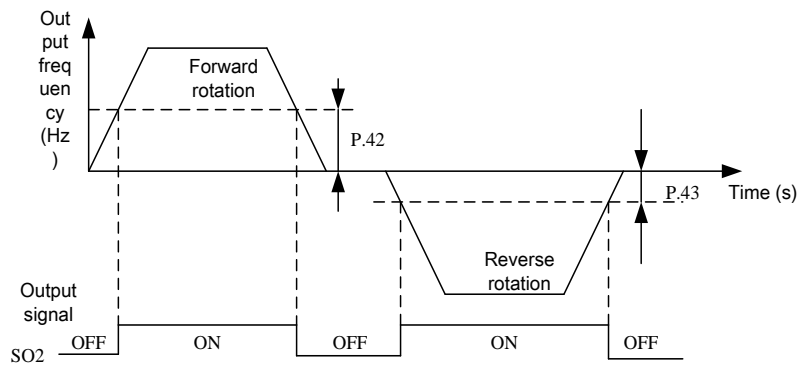 Out
put
freq
uen
cy
(Hz
)
Forward
rotation
P.42
P.43
Time (s)
Reverse
rotation
Output
signal
SO2
OFF
ON
OFF
ON
OFF